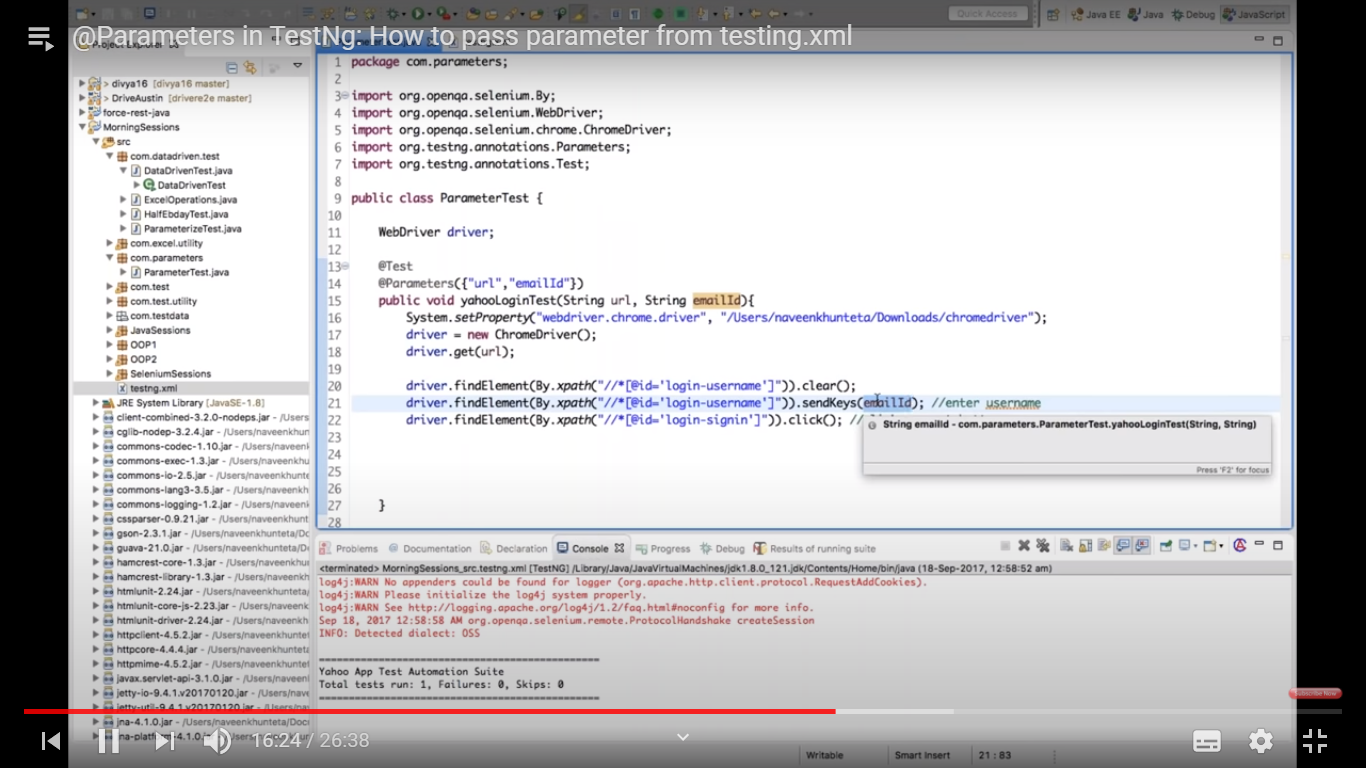 Quick Access
Java EE
Java
Debug
JavaScript
@Parameters in TestNg: How to pass parameter from testing.xml
Project Explorer
> divya16 [divya16 master]
> DriveAustin [drivere2e master]
force-rest-java
MorningSessions
src
com.datadriven.test
DataDrivenTest.java
DataDrivenTest
ExcelOperations.java
HalfEbdayTest.java
ParameterizeTest.java
com.excel.utility
com.parameters
ParameterTest.java
com.test
com.test.utility
com.testdata
JavaSessions
OOP1
OOP2
SeleniumSessions
testng.xml
JRE System Library [JavaSE-1.8]
client-combined-3.2.0-nodeps.jar - /Users
cglib-nodep-3.2.4.jar - /Users/naveenkhu
commons-codec-1.10.jar - /Users/naveenk
commons-exec-1.3.jar - /Users/naveenkhu
commons-io-2.5.jar - /Users/naveenkhunte
commons-lang3-3.5.jar - /Users/naveenkh
commons-logging-1.2.jar - /Users/naveenk
cssparser-0.9.21.jar - /Users/naveenkhunt
gson-2.3.1.jar - /Users/naveenkhunteta/Do
guava-21.0.jar - /Users/naveenkhunteta/D
hamcrest-core-1.3.jar - /Users/naveenkhu
hamcrest-library-1.3.jar - /Users/naveenkh
htmlunit-2.24.jar - /Users/naveenkhunteta
htmlunit-core-js-2.23.jar - /Users/naveenk
htmlunit-driver-2.24.jar - /Users/naveenkh
httpclient-4.5.2.jar - /Users/naveenkhunte
httpcore-4.4.4.jar - /Users/naveenkhunteta
httpmime-4.5.2.jar - /Users/naveenkhunte
javax.servlet-api-3.1.0.jar - /Users/naveen
jetty-io-9.4.1.v20170120.jar - /Users/nave
jetty-util-9.4.1.v20170120.jar
jna-4.1.0.jar - /Users/naveenkhunteta/Docu
jna-platform-4.1.0.jar
1 package com.parameters;
2
3 import org.openqa.selenium.By;
4 import org.openqa.selenium.WebDriver;
5 import org.openqa.selenium.chrome.ChromeDriver;
6 import org.testng.annotations.Parameters;
7 import org.testng.annotations.Test;
8
9 public class ParameterTest {
10
11 WebDriver driver;
12
13 @Test
14 @Parameters({"url","emailId"})
15 public void yahooLoginTest(String url, String emailId){
16 System.setProperty("webdriver.chrome.driver", "/Users/naveenkhunteta/Downloads/chromedriver");
17 driver = new ChromeDriver();
18 driver.get(url);
19
20 driver.findElement(By.xpath("//*[@id='login-username']")).clear();
21 driver.findElement(By.xpath("//*[@id='login-username']")).sendKeys(emailId); //enter username
22 driver.findElement(By.xpath("//*[@id='login-signin']")).click(); //
String emailId - com.parameters.ParameterTest.yahooLoginTest(String, String)
Press 'F2' for focus
23
24
25
26
27 }
28
Problems @ Documentation Declaration Console Progress Debug Results of running suite
<terminated> MorningSessions_src.testng.xml [TestNG] /Library/Java/JavaVirtualMachines/jdk1.8.0_121.jdk/Contents/Home/bin/java (18-Sep-2017, 12:58:52 am)
log4j:WARN No appenders could be found for logger (org.apache.http.client.protocol.RequestAddCookies).
log4j:WARN Please initialize the log4j system properly.
log4j:WARN See http://logging.apache.org/log4j/1.2/faq.html#noconfig for more info.
Sep 18, 2017 12:58:58 AM org.openqa.selenium.remote.ProtocolHandshake createSession
INFO: Detected dialect: OSS
===============================================
Yahoo App Test Automation Suite
Total tests run: 1, Failures: 0, Skips: 0
===============================================
Subscribe Now
16:24 / 26:38
Writable
Smart Insert
21 : 83